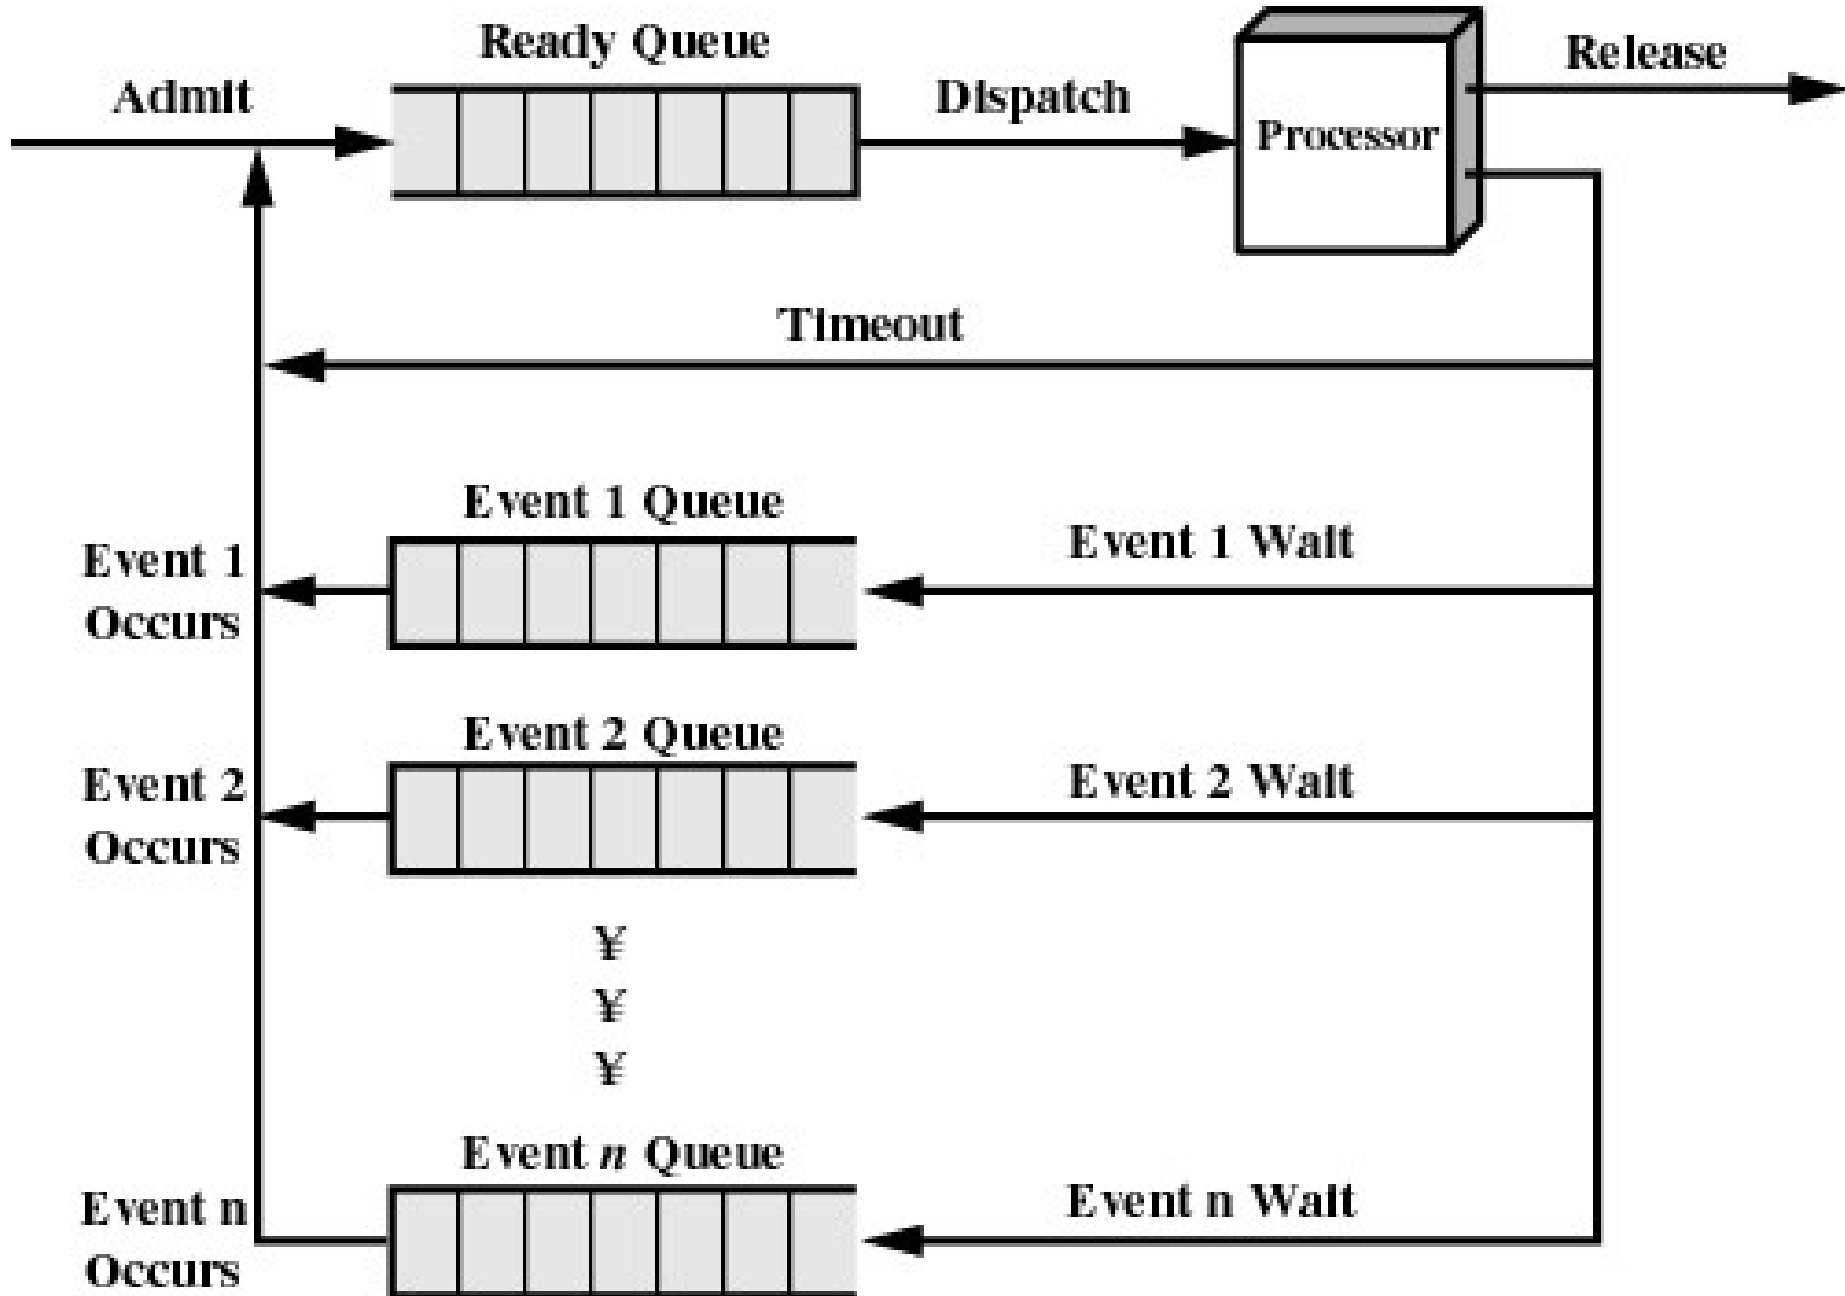 Ready Queue
Admit
Dispatch
Release
Processor
Timeout
Event 1 Queue
Event 1 Wait
Event 1
Occurs
Event 2 Queue
Event 2 Wait
Event 2
Occurs
¥
¥
¥
Event n Queue
Event n Wait
Event n
Occurs